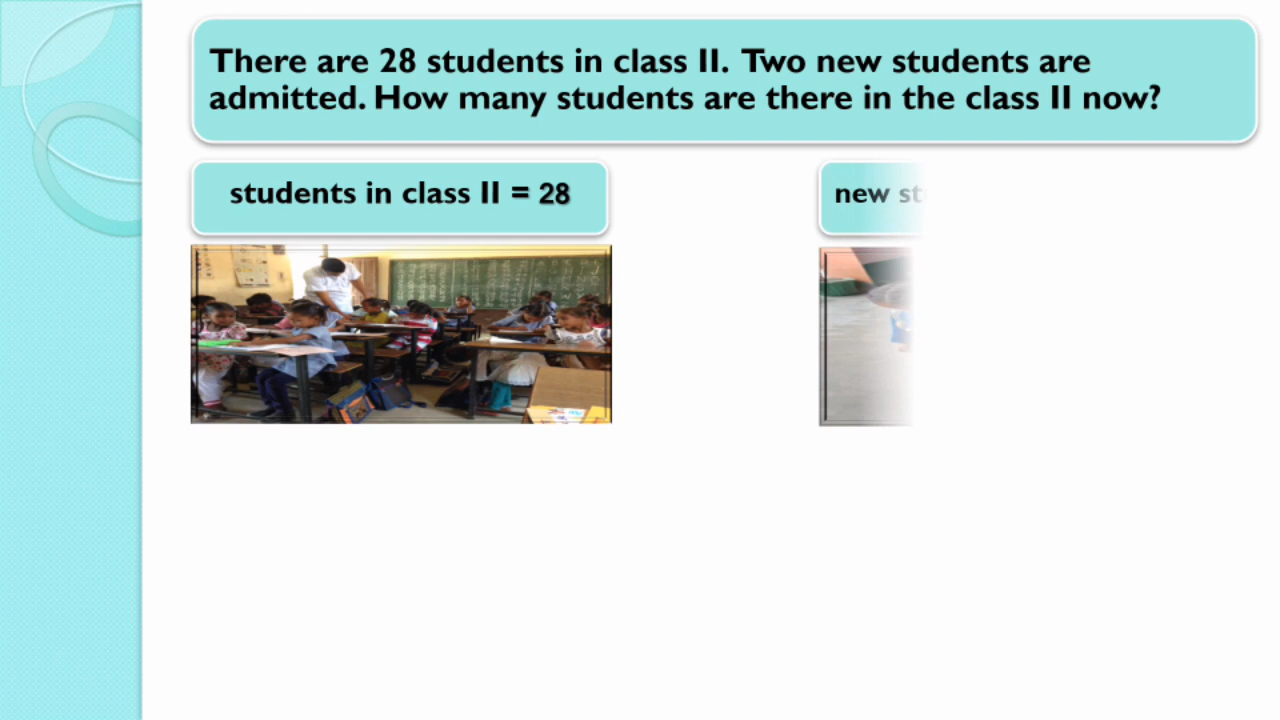 There are 28 students in class II. Two new students are
admitted. How many students are there in the class II now?
students in class II = 28
new